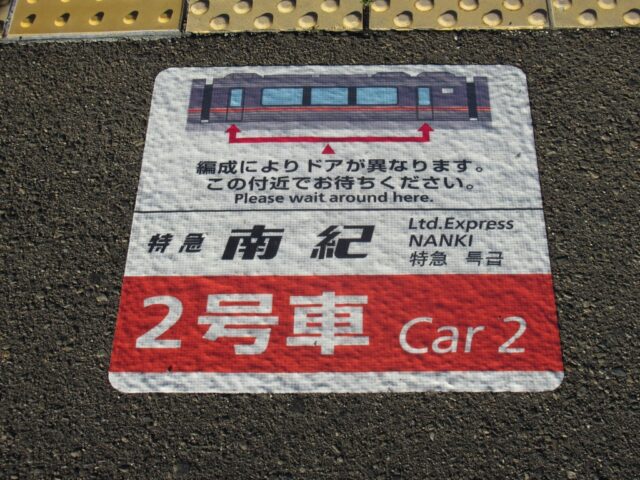 編成によりドアが異なります。
この付近でお待ちください。
Please wait around here.
特急 南紀 Ltd.Express
NANKI
特急 특급
2号車 Car 2